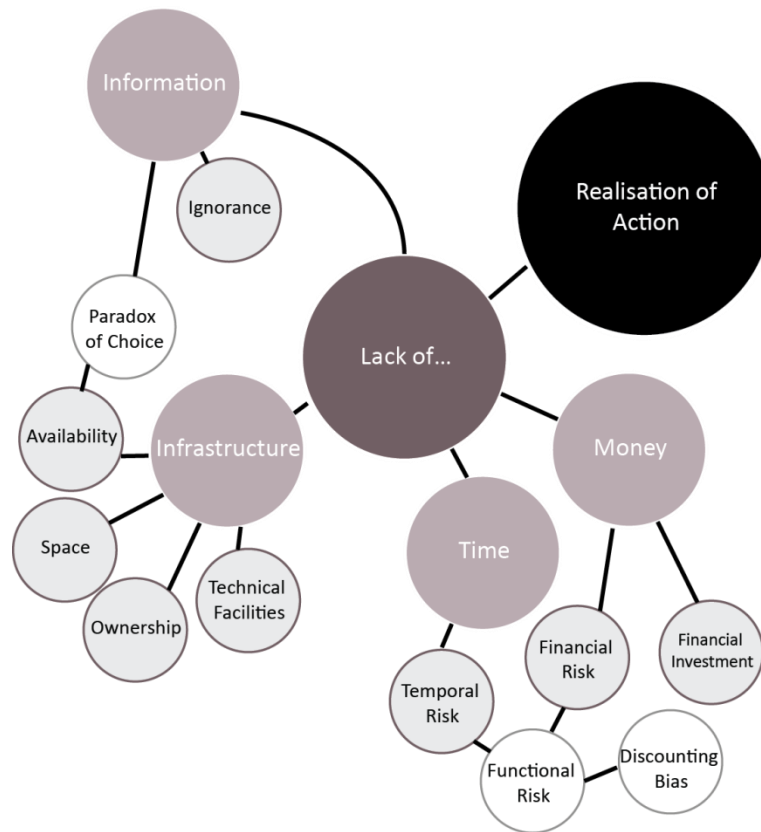 Information
Ignorance
Realisation of
Action
Paradox
of Choice
Lack of...
Availability
Infrastructure
Money
Space
Time
Technical
Facilities
Ownership
Financial
Risk
Financial
Investment
Temporal
Risk
Functional
Risk
Discounting
Bias